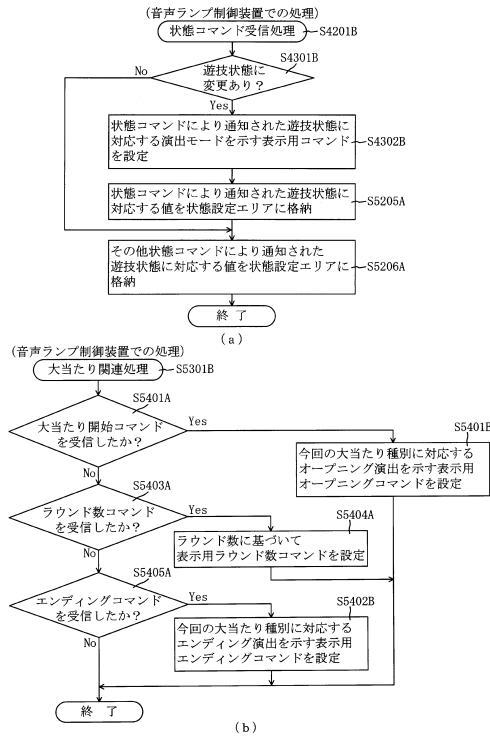 (音声ランプ制御装置での処理)
状態コマンド受信処理
S4201B
S4301B
遊技状態に
変更あり?
No
Yes
状態コマンドにより通知された遊技状態に
対応する演出モードを示す表示用コマンド
を設定
S4302B
状態コマンドにより通知された遊技状態に
対応する値を状態設定エリアに格納
S5205A
その他状態コマンドにより通知された
遊技状態に対応する値を状態設定エリアに
格納
S5206A
終了
(a)
(音声ランプ制御装置での処理)
大当たり関連処理
S5301B
S5401A
大当たり開始コマンド
を受信したか?
Yes
No
S5401B
今回の大当たり種別に対応する
オープニング演出を示す表示用
オープニングコマンドを設定
S5403A
ラウンド数コマンド
を受信したか?
Yes
No
S5404A
ラウンド数に基づいて
表示用ラウンド数コマンドを設定
S5405A
エンディングコマンド
を受信したか?
Yes
No
S5402B
今回の大当たり種別に対応する
エンディング演出を示す表示用
エンディングコマンドを設定
終了
(b)